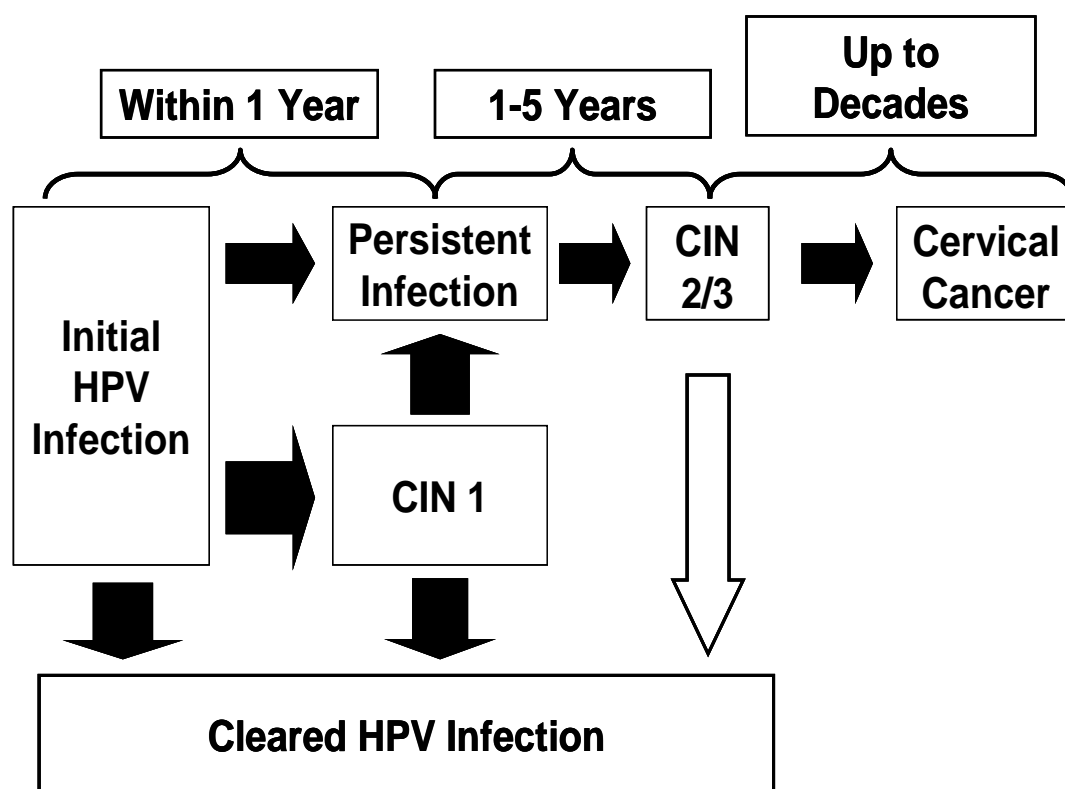 Up to
Decades
Within 1 Year
1-5 Years
Initial
HPV
Infection
Persistent
Infection
CIN
2/3
Cervical
Cancer
CIN 1
Cleared HPV Infection